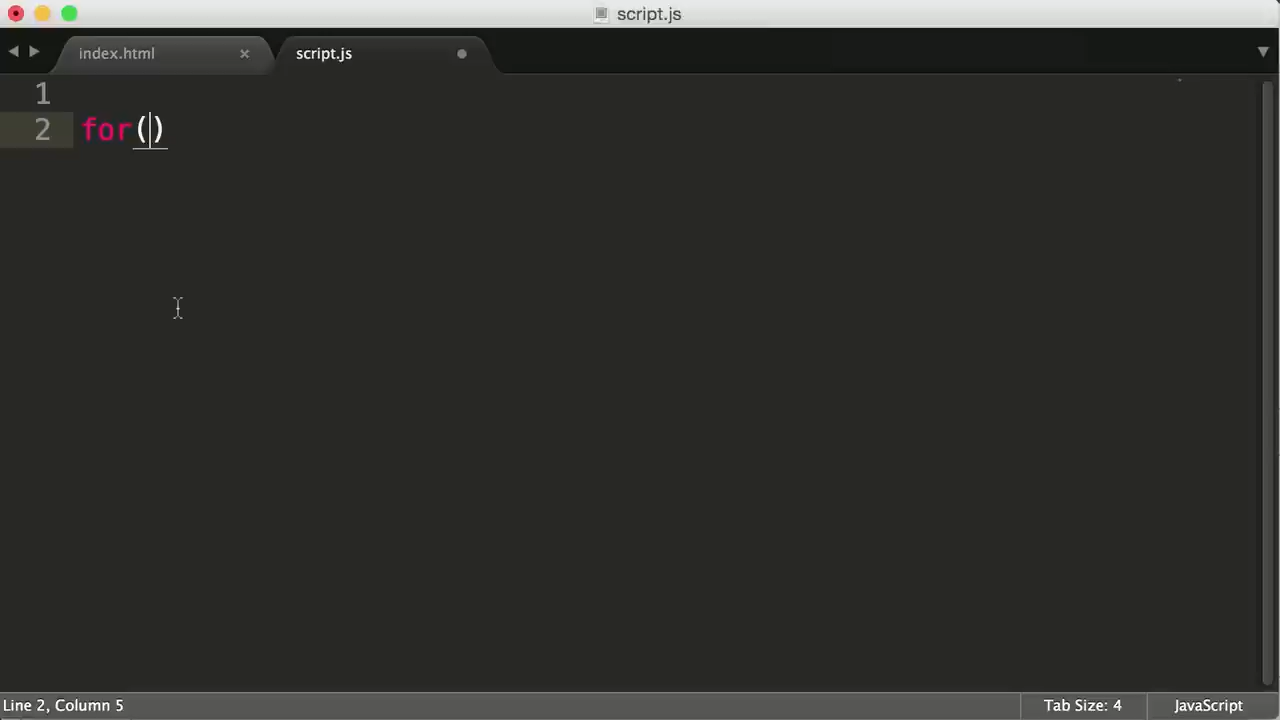 script.js
index.html
script.js
1
2 for()
Line 2, Column 5
Tab Size: 4
JavaScript